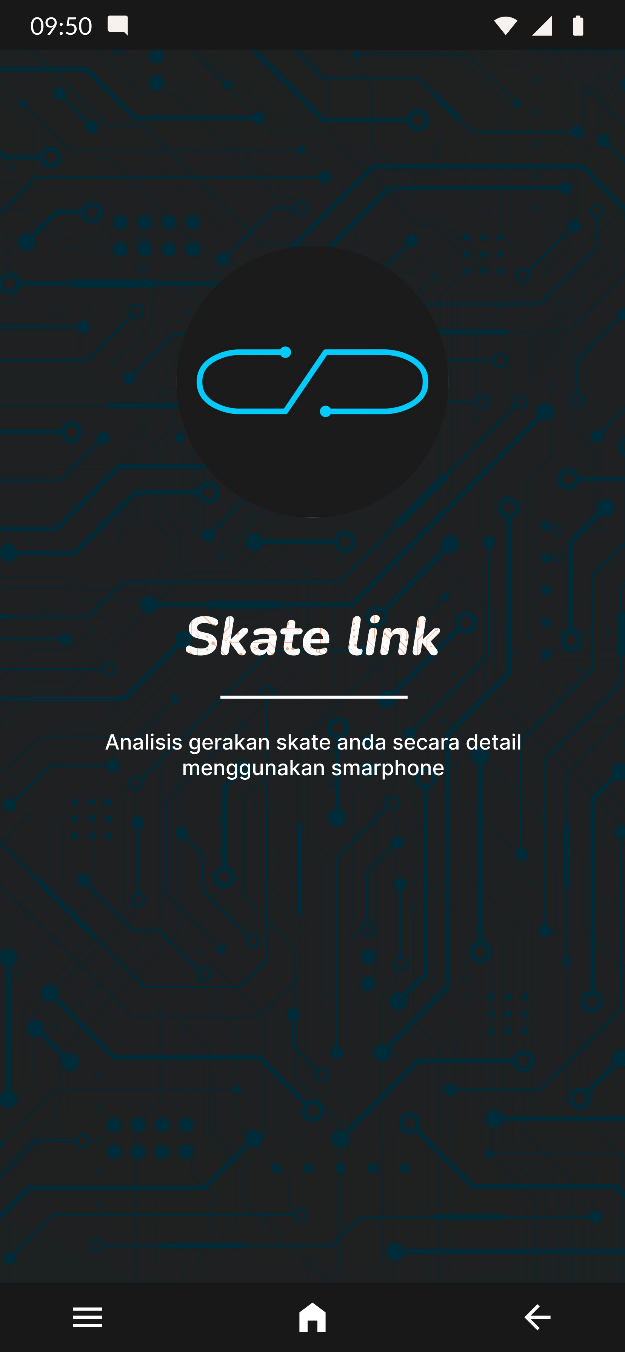 09:50
Skate link
Analisis gerakan skate anda secara detail
menggunakan smarphone